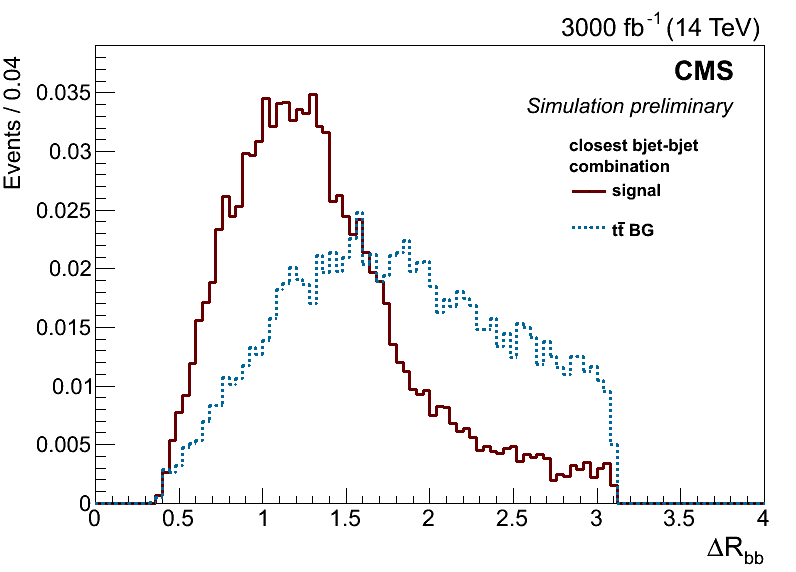 3000 fb⁻¹ (14 TeV)
Events / 0.04
CMS
Simulation preliminary
closest bjet-bjet
combination
signal
tt̄ BG
0.035
0.03
0.025
0.02
0.015
0.01
0.005
0
0 0.5 1 1.5 2 2.5 3 3.5 4
ΔR_bb